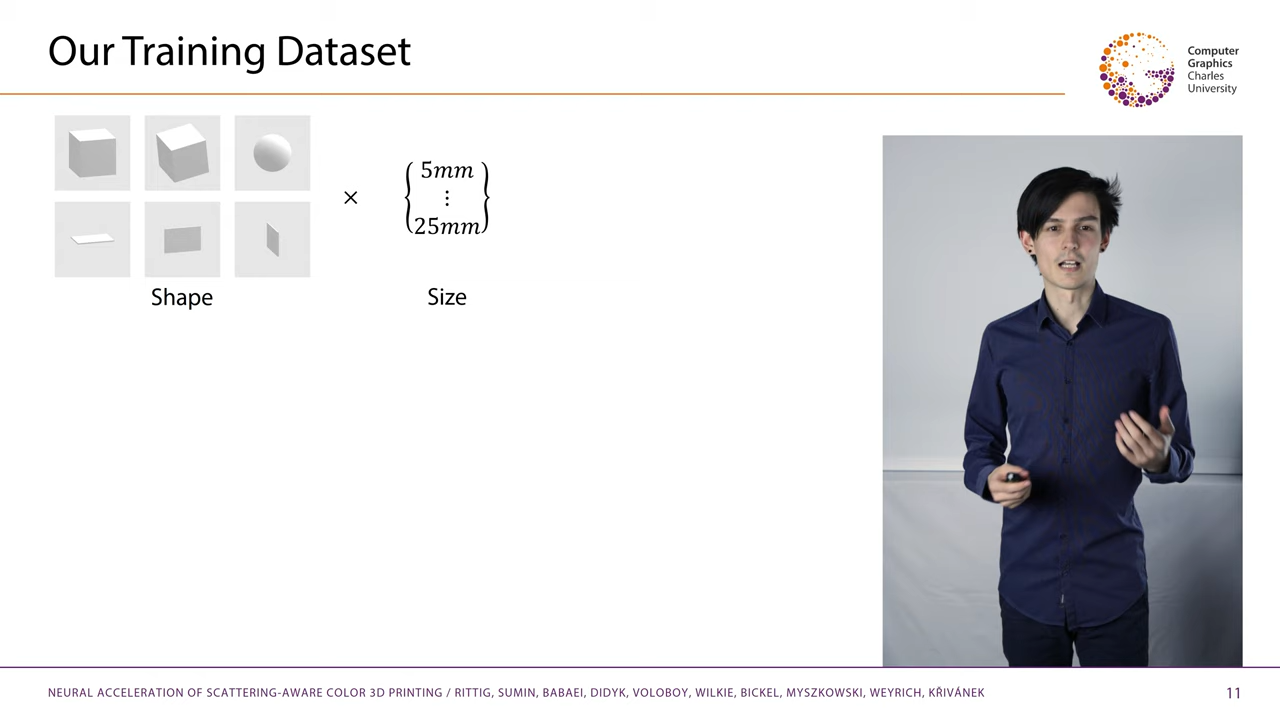 Our Training Dataset
Computer
Graphics
Charles
University
×
5mm
⋮
25mm
Shape
Size
NEURAL ACCELERATION OF SCATTERING-AWARE COLOR 3D PRINTING / RITTIG, SUMIN, BABAEI, DIDYK, VOLOBOY, WILKIE, BICKEL, MYSZKOWSKI, WEYRICH, KŘIVÁNEK
11